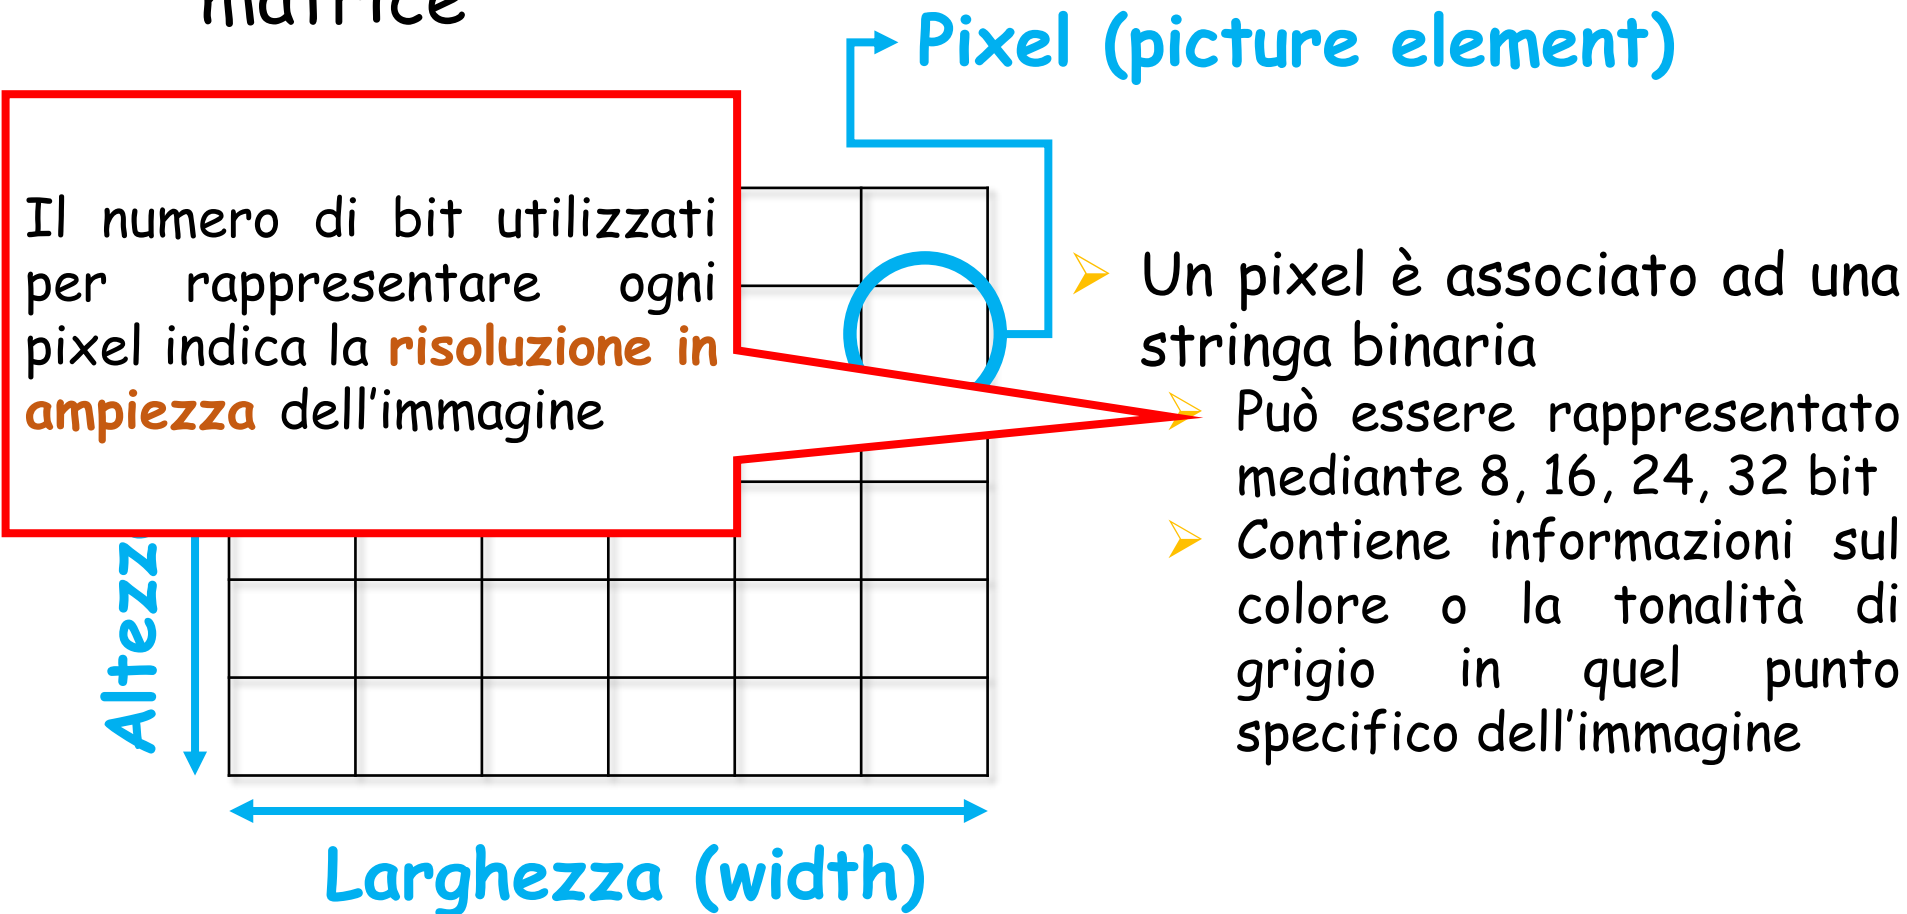 matrice
Pixel (picture element)
Il numero di bit utilizzati
per rappresentare ogni
pixel indica la risoluzione in
ampiezza dell'immagine
Un pixel è associato ad una
stringa binaria
Può essere rappresentato
mediante 8, 16, 24, 32 bit
Contiene informazioni sul
colore o la tonalità di
grigio in quel punto
specifico dell'immagine
Altezz
Larghezza (width)